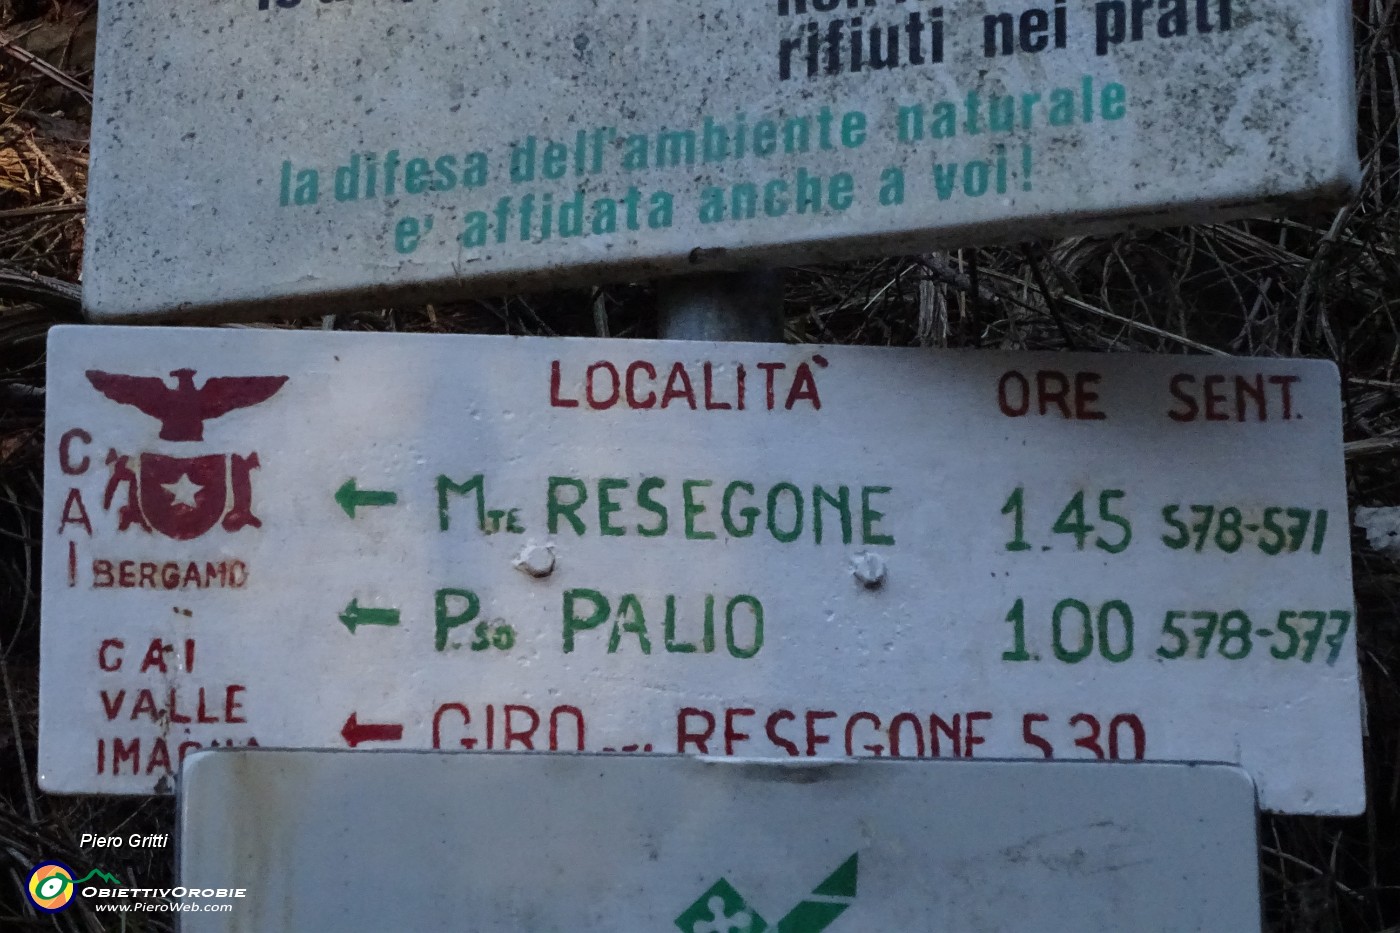 rifiuti nei prati
la difesa dell'ambiente naturale
e' affidata anche a voi!
LOCALITÀ ORE SENT.
CAI
BERGAMO
← MTE RESEGONE 1.45 578-571
← P.SO PALIO 1.00 578-577
CAI
VALLE
IMAGNA
← GIRO RESEGONE 5.30
Piero Gritti
OBIETTIVOROBIE
www.PieroWeb.com